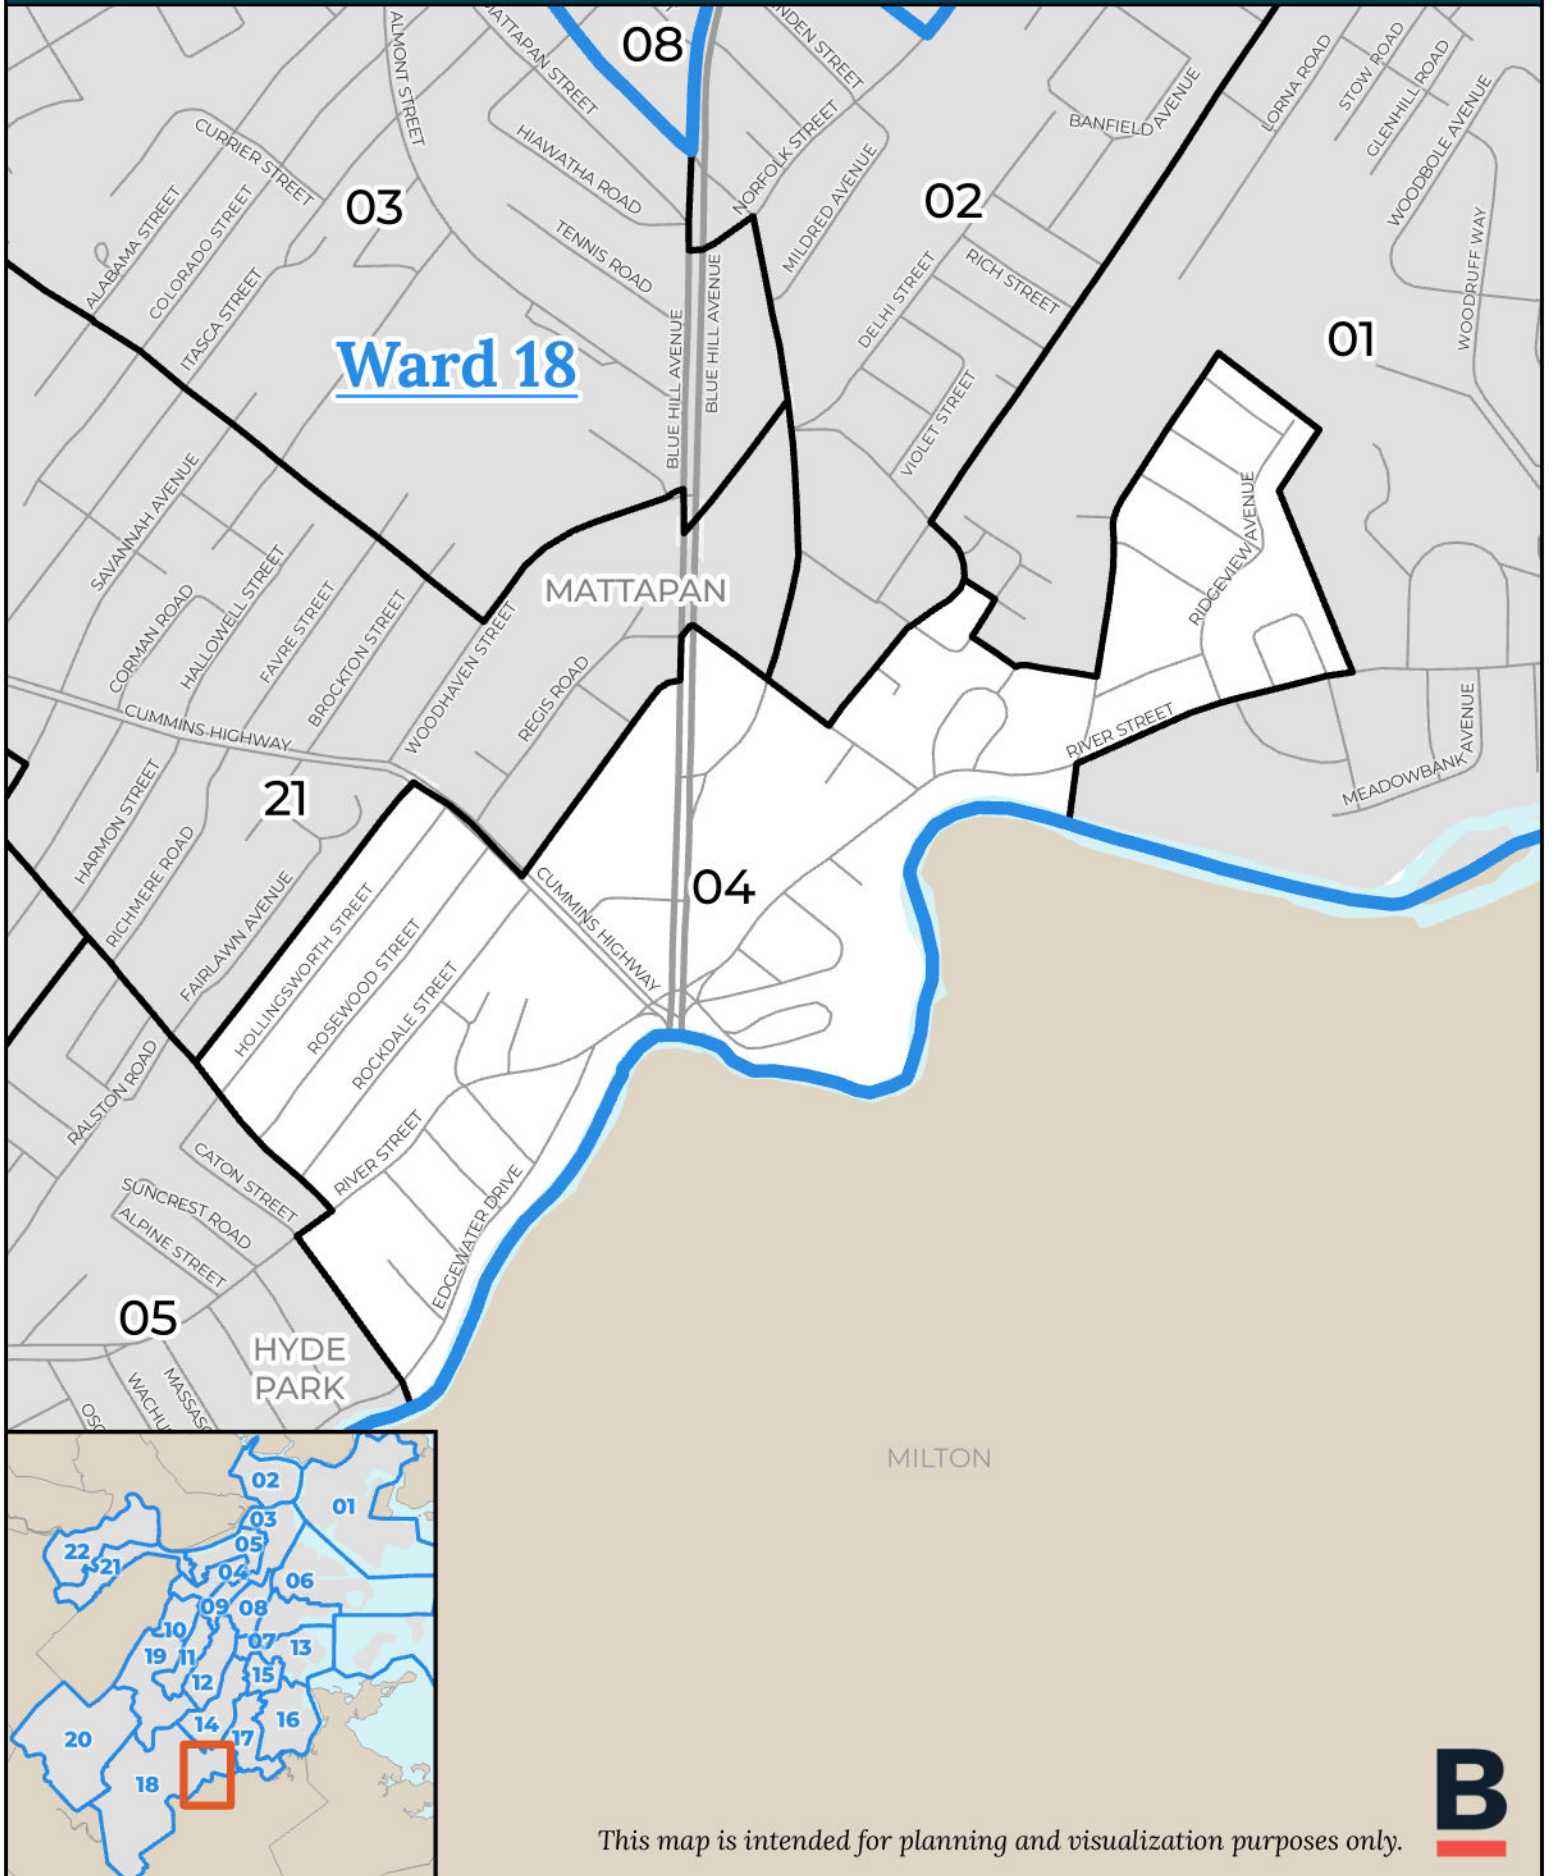 08
ALMONT STREET
MATTAPAN STREET
STREET
LORNA ROAD
STOW ROAD
GLENHILL ROAD
WOODBOLE AVENUE
BANFIELD AVENUE
CURRIER STREET
HIAWATHA ROAD
NORFOLK STREET
MILDRED AVENUE
03
02
ALABAMA STREET
COLORADO STREET
ITASCA STREET
TENNIS ROAD
DELHI STREET
RICH STREET
WOODRUFF WAY
BLUE HILL AVENUE
BLUE HILL AVENUE
01
Ward 18
VIOLET STREET
SAVANNAH AVENUE
RIDGEVIEW AVENUE
MATTAPAN
CORMAN ROAD
HALLOWELL STREET
FAVRE STREET
BROCKTON STREET
WOODHAVEN STREET
REGIS ROAD
CUMMINS HIGHWAY
RIVER STREET
MEADOWBANK AVENUE
21
HARMON STREET
RICHMERE ROAD
FAIRLAWN AVENUE
04
CUMMINS HIGHWAY
HOLLINGSWORTH STREET
ROSEWOOD STREET
ROCKDALE STREET
RALSTON ROAD
RIVER STREET
CATON STREET
SUNCREST ROAD
ALPINE STREET
EDGEWATER DRIVE
05
HYDE
PARK
OSC
WACHU
MASSASO
MILTON
02
01
03
05
22
21
04
06
09
08
10
07
13
19
11
12
15
14
16
17
20
18
This map is intended for planning and visualization purposes only.
B